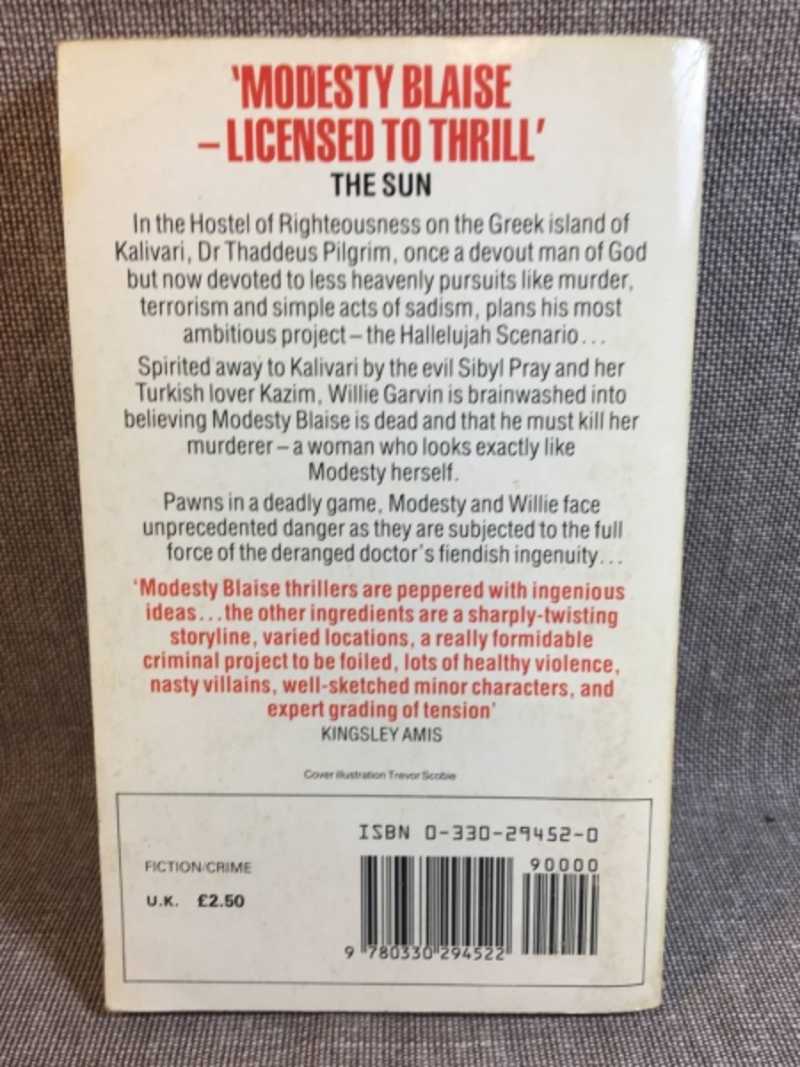 'MODESTY BLAISE
– LICENSED TO THRILL'
THE SUN
In the Hostel of Righteousness on the Greek island of
Kalivari, Dr Thaddeus Pilgrim, once a devout man of God
but now devoted to less heavenly pursuits like murder,
terrorism and simple acts of sadism, plans his most
ambitious project – the Hallelujah Scenario...
Spirited away to Kalivari by the evil Sibyl Pray and her
Turkish lover Kazim, Willie Garvin is brainwashed into
believing Modesty Blaise is dead and that he must kill her
murderer – a woman who looks exactly like
Modesty herself.
Pawns in a deadly game, Modesty and Willie face
unprecedented danger as they are subjected to the full
force of the deranged doctor's fiendish ingenuity...
'Modesty Blaise thrillers are peppered with ingenious
ideas...the other ingredients are a sharply-twisting
storyline, varied locations, a really formidable
criminal project to be foiled, lots of healthy violence,
nasty villains, well-sketched minor characters, and
expert grading of tension'
KINGSLEY AMIS
Cover illustration Trevor Scobie
ISBN 0-330-29452-0
90000
FICTION/CRIME
U.K. £2.50
9 780330 294522